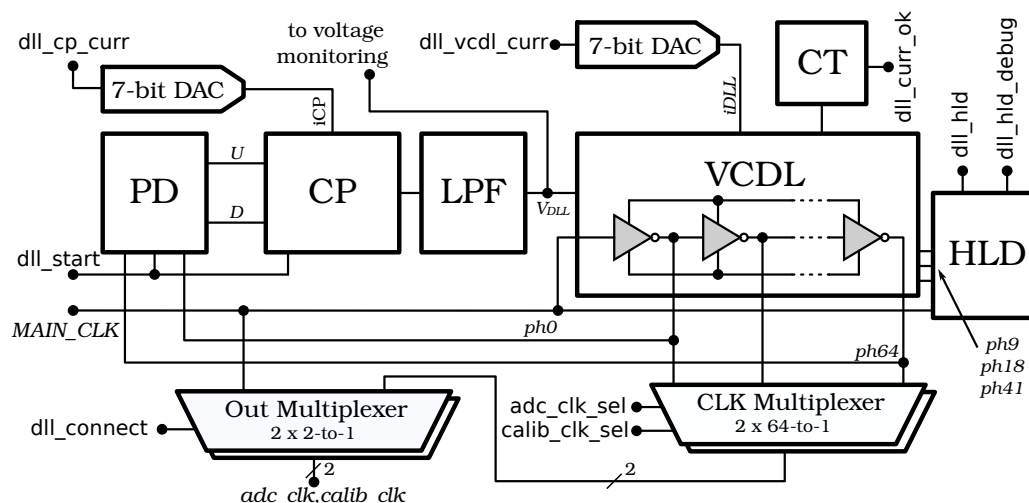 to voltage
monitoring
dll_cp_curr
dll_vcdl_curr
7-bit DAC
7-bit DAC
CT
dll_curr_ok
dll_hld
dll_hld_debug
iCP
iDLL
PD
U
D
CP
LPF
VDLL
VCDL
HLD
dll_start
MAIN_CLK
ph0
ph64
ph9
ph18
ph41
Out Multiplexer
2 x 2-to-1
dll_connect
2
adc_clk,calib_clk
adc_clk_sel
calib_clk_sel
CLK Multiplexer
2 x 64-to-1
2